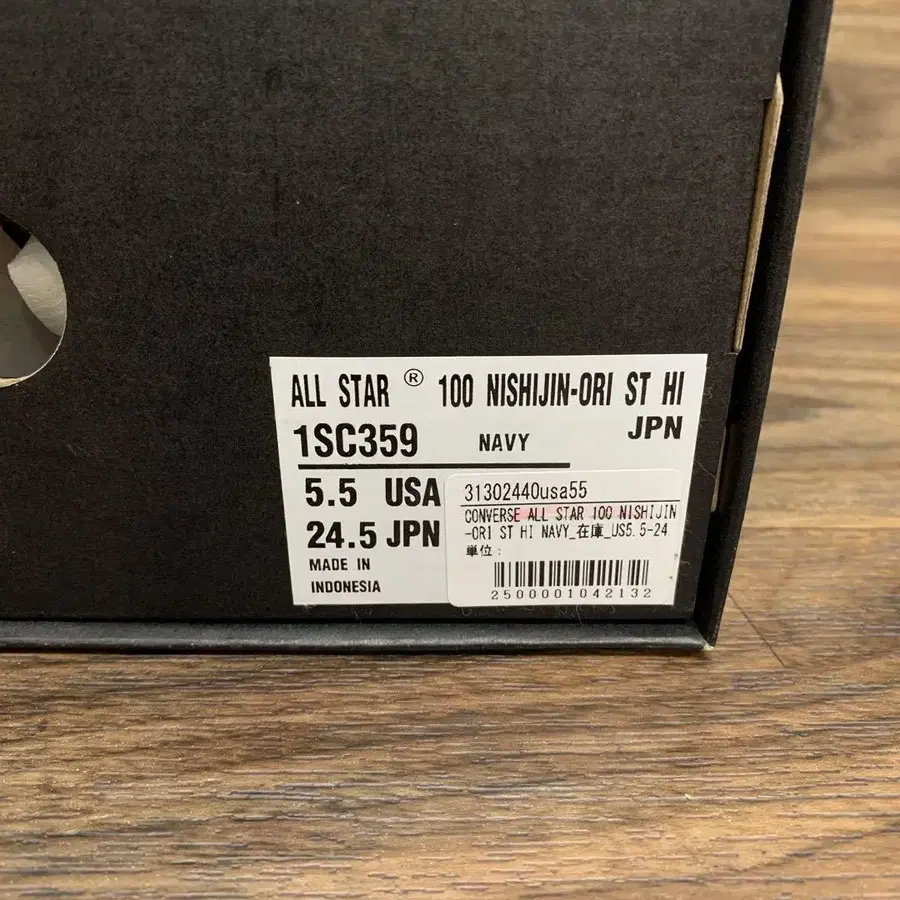 ALL STAR ® 100 NISHIJIN-ORI ST HI
JPN
1SC359 NAVY
5.5 USA
24.5 JPN
MADE IN
INDONESIA
31302440usa55
CONVERSE ALL STAR 100 NISHIJIN
-ORI ST HI NAVY_在庫_US5.5-24
単位:
2500001042132